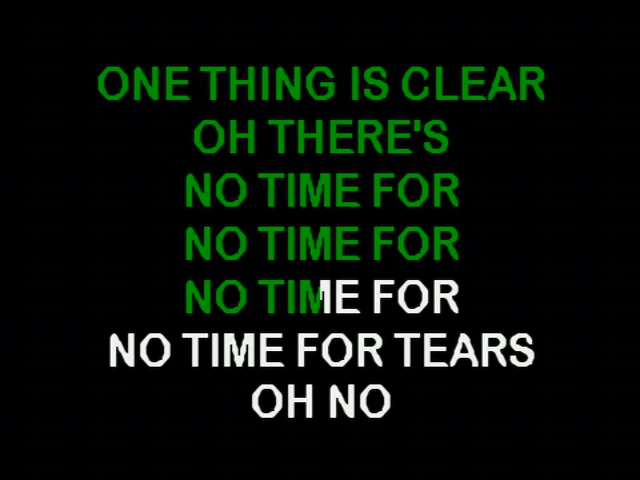 ONE THING IS CLEAR
OH THERE'S
NO TIME FOR
NO TIME FOR
NO TIME FOR
NO TIME FOR TEARS
OH NO